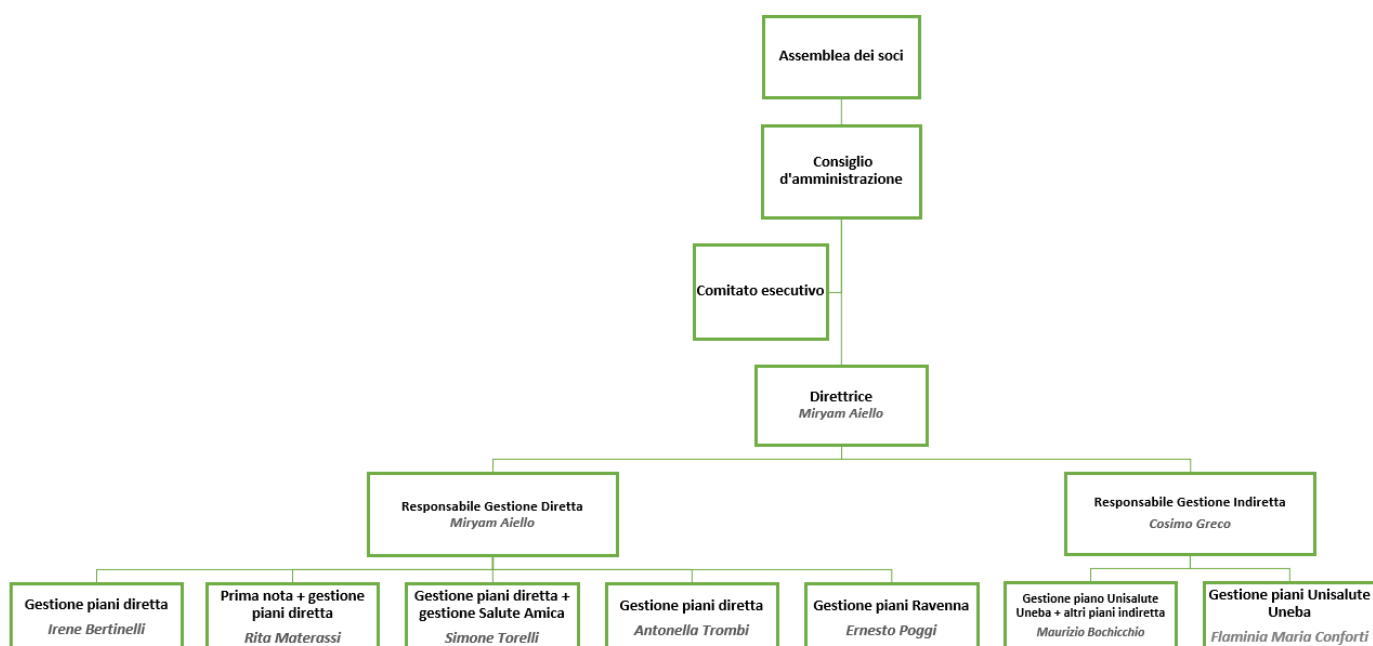 Assemblea dei soci
Consiglio
d'amministrazione
Comitato esecutivo
Direttrice
Miryam Aiello
Responsabile Gestione Diretta
Miryam Aiello
Responsabile Gestione Indiretta
Cosimo Greco
Gestione piani diretta
Irene Bertinelli
Prima nota + gestione
piani diretta
Rita Materassi
Gestione piani diretta +
gestione Salute Amica
Simone Torelli
Gestione piani diretta
Antonella Trombi
Gestione piani Ravenna
Ernesto Poggi
Gestione piano Unisalute
Uneba + altri piani indiretta
Maurizio Bochicchio
Gestione piani Unisalute
Uneba
Flaminia Maria Conforti